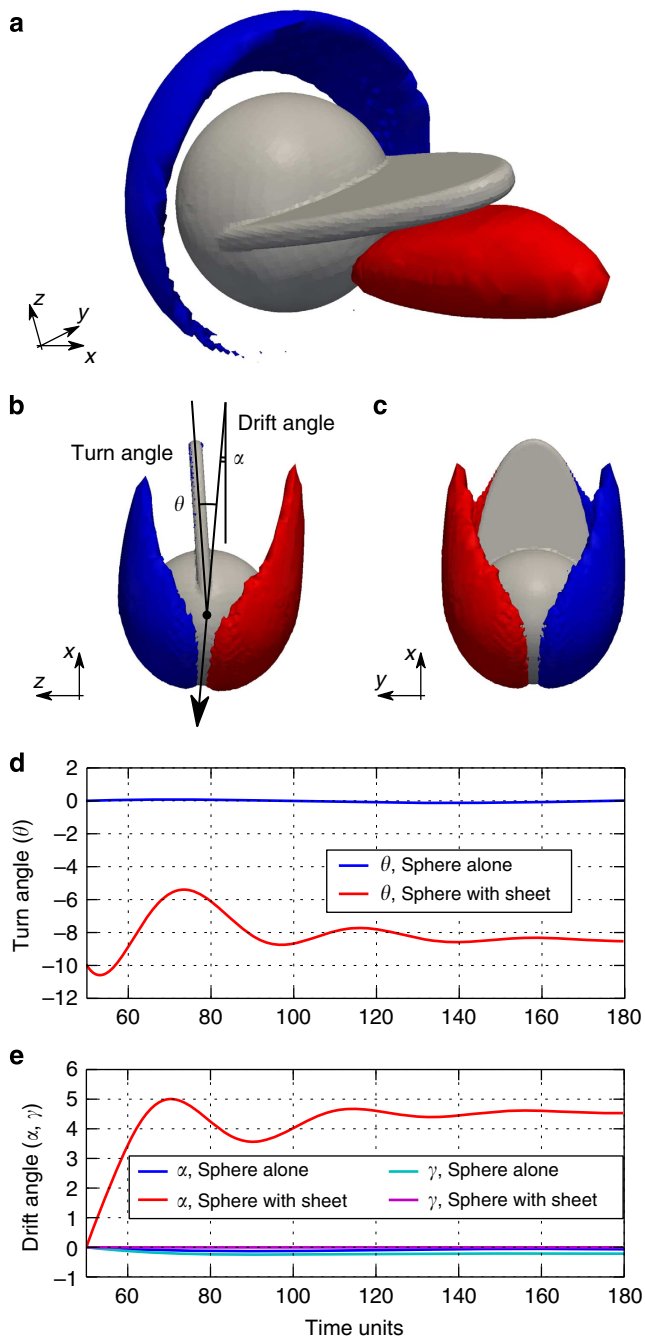 a
z
y
x
b
c
Drift angle
Turn angle
α
θ
x
z
x
y
d
Turn angle (θ)
2
0
−2
−4
−6
−8
−10
−12
θ, Sphere alone
θ, Sphere with sheet
60 80 100 120 140 160 180
e
Drift angle (α, γ)
6
5
4
3
2
1
0
−1
α, Sphere alone γ, Sphere alone
α, Sphere with sheet γ, Sphere with sheet
60 80 100 120 140 160 180
Time units